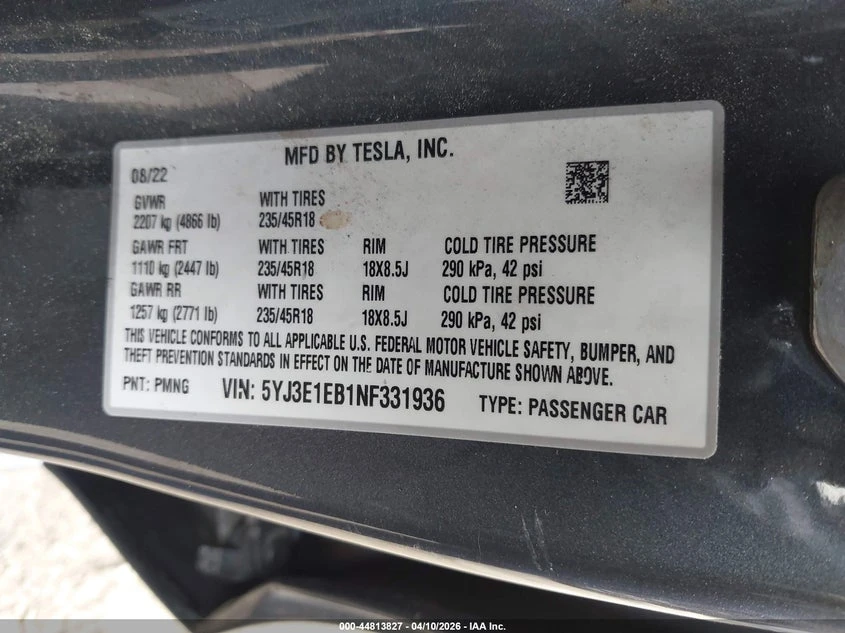 MFD BY TESLA, INC.
08/22
GVWR WITH TIRES
2207 kg (4866 lb) 235/45R18
GAWR FRT WITH TIRES RIM COLD TIRE PRESSURE
1110 kg (2447 lb) 235/45R18 18X8.5J 290 kPa, 42 psi
GAWR RR WITH TIRES RIM COLD TIRE PRESSURE
1257 kg (2771 lb) 235/45R18 18X8.5J 290 kPa, 42 psi
THIS VEHICLE CONFORMS TO ALL APPLICABLE U.S. FEDERAL MOTOR VEHICLE SAFETY, BUMPER, AND
THEFT PREVENTION STANDARDS IN EFFECT ON THE DATE OF MANUFACTURE SHOWN ABOVE.
PNT: PMNG VIN: 5YJ3E1EB1NF331936 TYPE: PASSENGER CAR
000-44813827 - 04/10/2026 - IAA Inc.